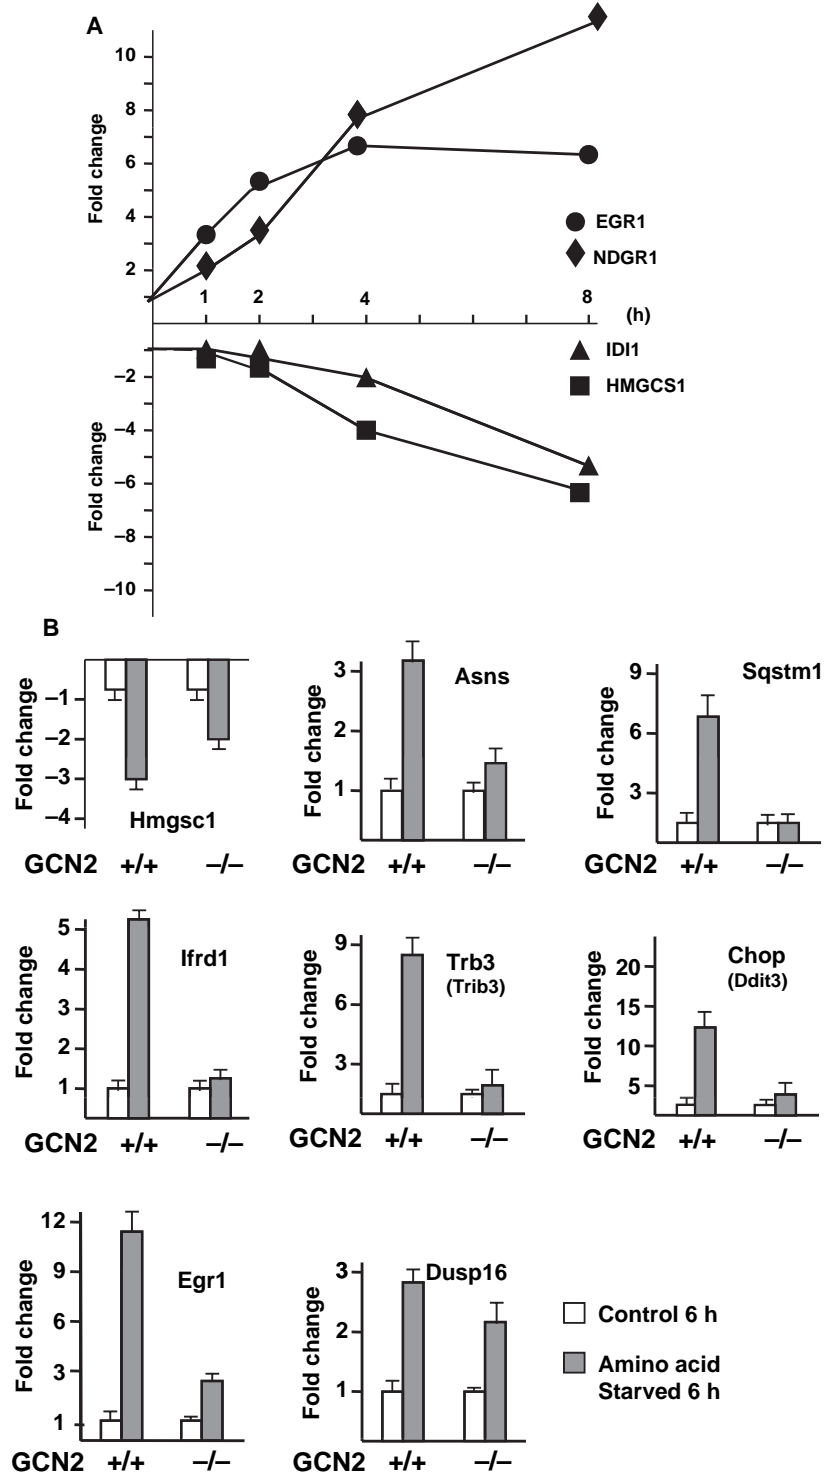 A
Fold change
10
8
6
4
2
EGR1
NDGR1
1 2 4 8
(h)
IDI1
HMGCS1
Fold change
–2
–4
–6
–8
–10
B
Fold change
–1
–2
–3
–4
Hmgsc1
GCN2 +/+ –/–
Fold change
3
2
1
Asns
GCN2 +/+ –/–
Fold change
9
6
3
Sqstm1
GCN2 +/+ –/–
Fold change
5
4
3
2
1
Ifrd1
GCN2 +/+ –/–
Fold change
9
6
3
Trb3
(Trib3)
GCN2 +/+ –/–
Fold change
20
15
10
5
Chop
(Ddit3)
GCN2 +/+ –/–
Fold change
12
9
6
3
1
Egr1
GCN2 +/+ –/–
Fold change
3
2
1
Dusp16
GCN2 +/+ –/–
Control 6 h
Amino acid
Starved 6 h